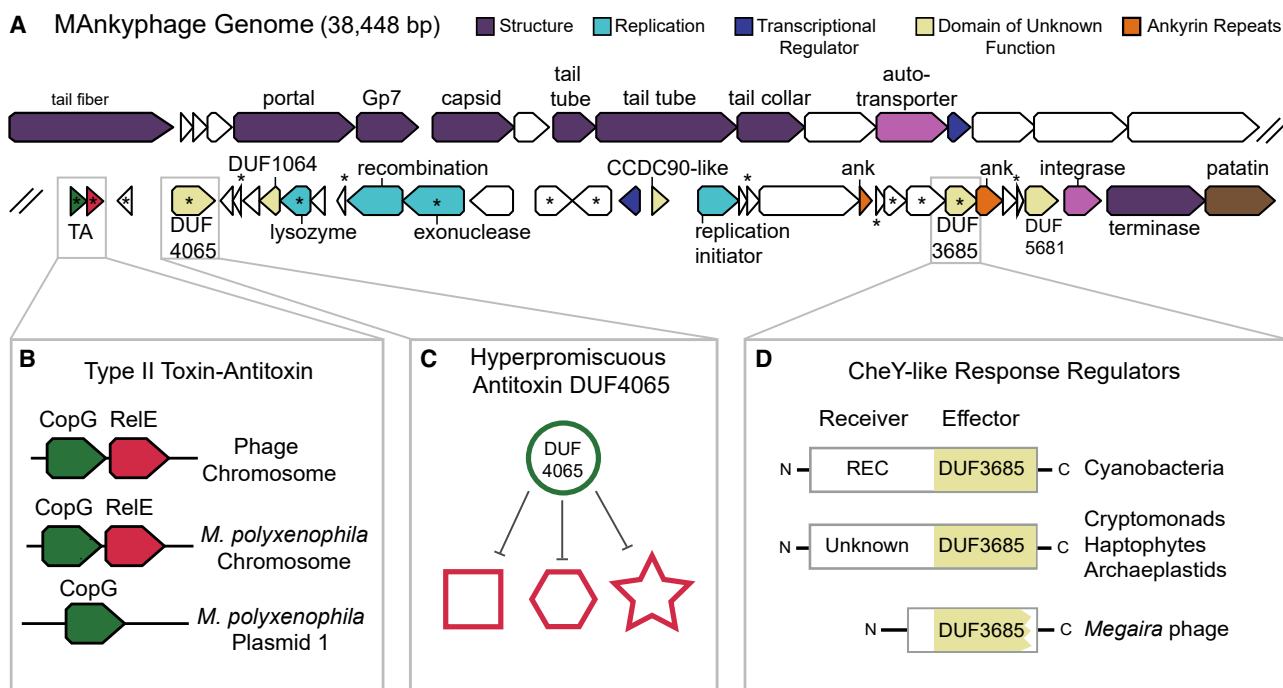 A MAnkyphage Genome (38,448 bp)
Structure
Replication
Transcriptional
Regulator
Domain of Unknown
Function
Ankyrin Repeats
tail fiber
portal
Gp7
capsid
tail
tube
tail tube
tail collar
auto-
transporter
DUF1064
recombination
CCDC90-like
ank
ank
integrase
patatin
* * * * * * * * * * * * * * * * *
TA
DUF
4065
lysozyme
exonuclease
replication
initiator
DUF
3685
DUF
5681
terminase
B
Type II Toxin-Antitoxin
CopG RelE
Phage
Chromosome
CopG RelE
M. polyxenophila
Chromosome
CopG
M. polyxenophila
Plasmid 1
C
Hyperpromiscuous
Antitoxin DUF4065
DUF
4065
D
CheY-like Response Regulators
Receiver Effector
N REC DUF3685 C Cyanobacteria
N Unknown DUF3685 C
Cryptomonads
Haptophytes
Archaeplastids
N DUF3685 C Megaira phage